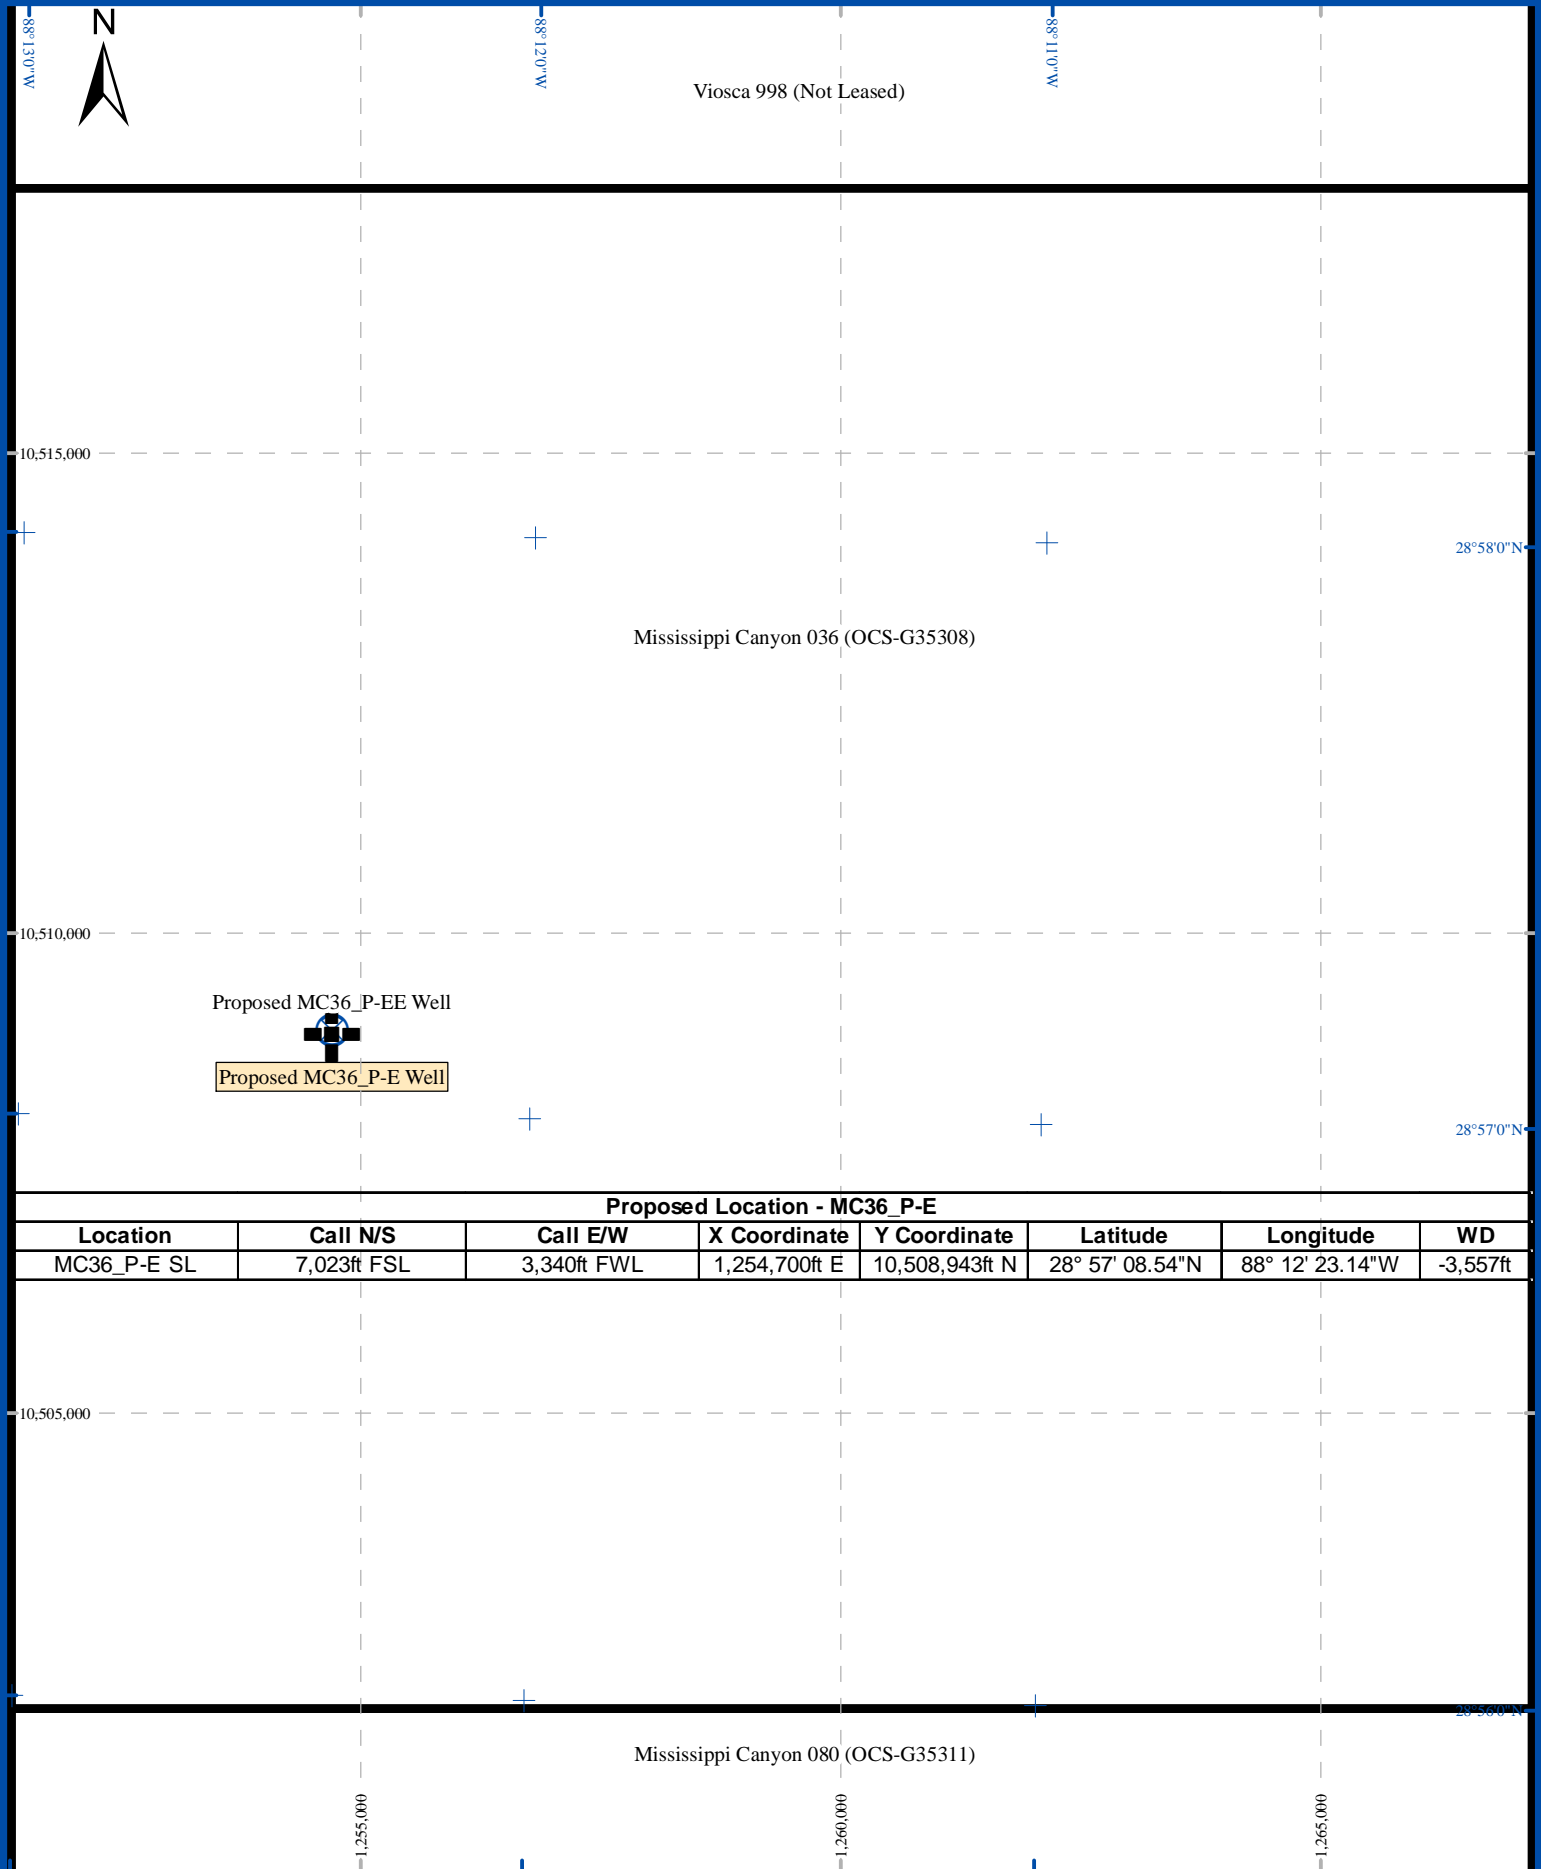 88°13'0"W
88°12'0"W
88°11'0"W
N
Viosca 998 (Not Leased)
10,515,000
28°58'0"N
Mississippi Canyon 036 (OCS-G35308)
10,510,000
Proposed MC36_P-EE Well
Proposed MC36_P-E Well
28°57'0"N
Proposed Location - MC36_P-E
Location Call N/S Call E/W X Coordinate Y Coordinate Latitude Longitude WD
MC36_P-E SL 7,023ft FSL 3,340ft FWL 1,254,700ft E 10,508,943ft N 28° 57' 08.54"N 88° 12' 23.14"W -3,557ft
10,505,000
28°56'0"N
Mississippi Canyon 080 (OCS-G35311)
1,255,000
1,260,000
1,265,000